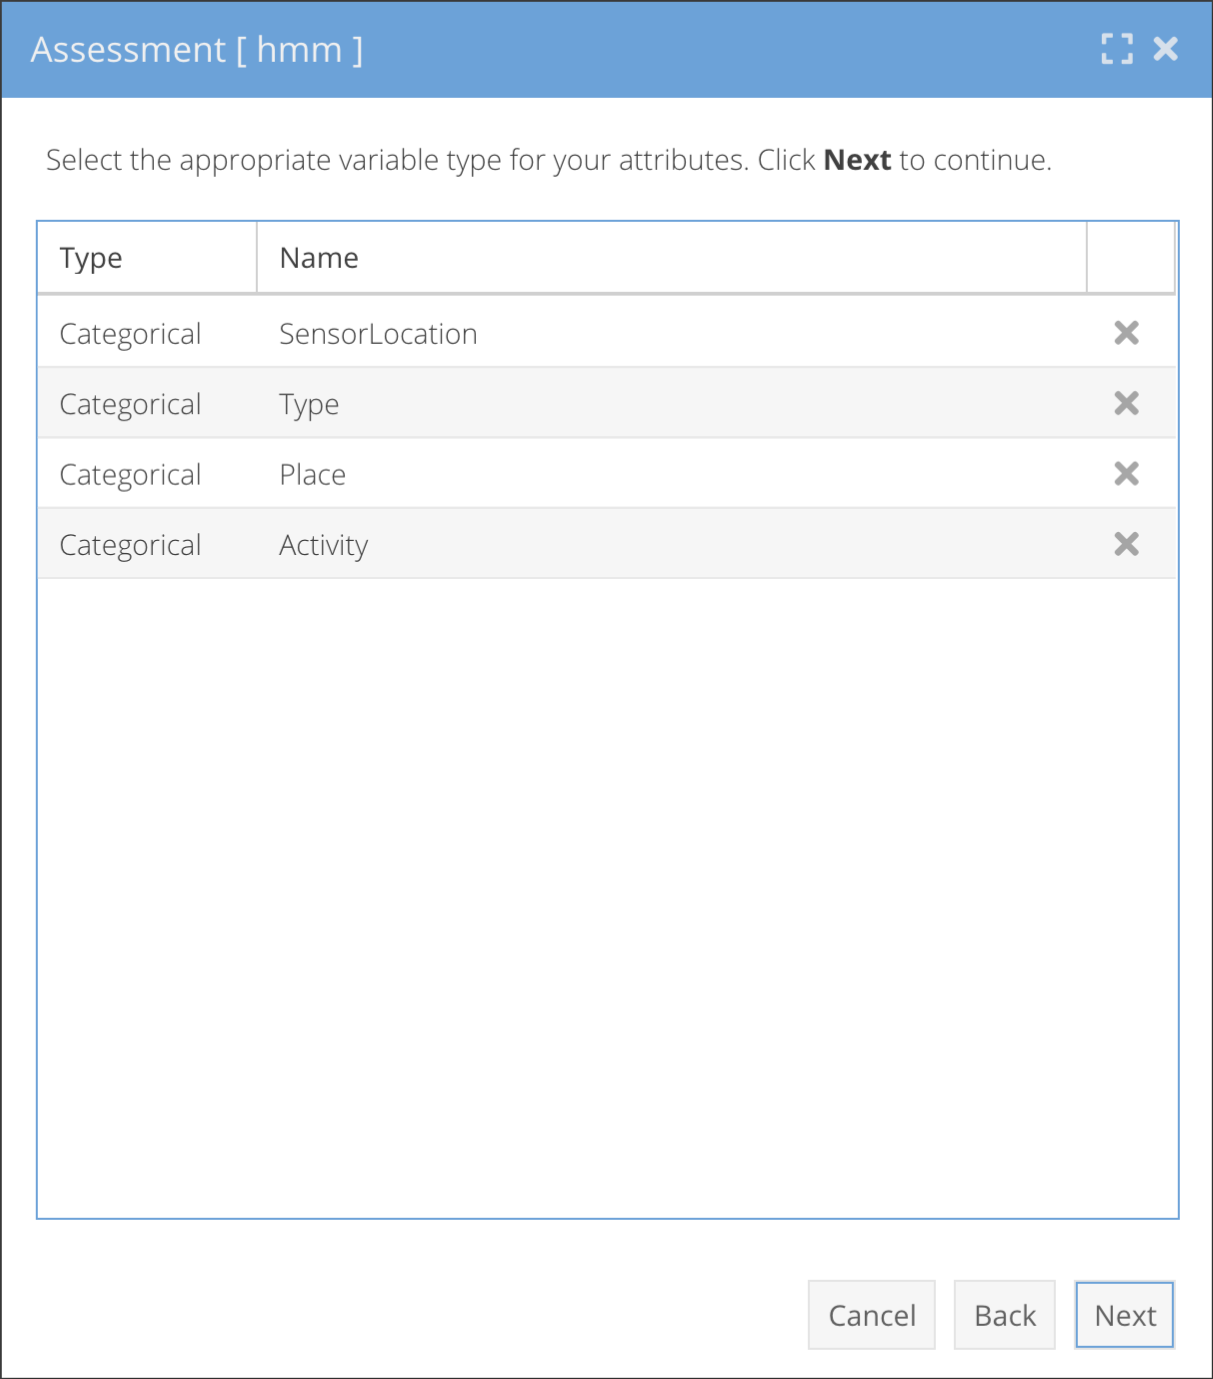 Assessment [ hmm ]
Select the appropriate variable type for your attributes. Click Next to continue.
Type Name
Categorical SensorLocation
Categorical Type
Categorical Place
Categorical Activity
Cancel Back Next